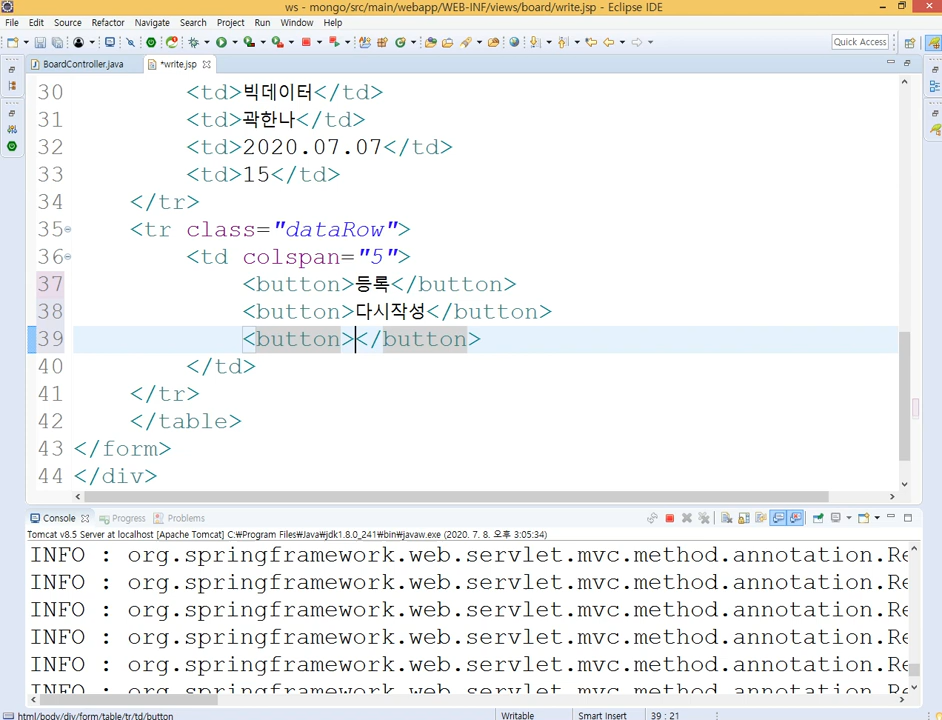 ws - mongo/src/main/webapp/WEB-INF/views/board/write.jsp - Eclipse IDE
File Edit Source Refactor Navigate Search Project Run Window Help
Quick Access
BoardController.java *write.jsp
30 <td>빅데이터</td>
31 <td>곽한나</td>
32 <td>2020.07.07</td>
33 <td>15</td>
34 </tr>
35 <tr class="dataRow">
36 <td colspan="5">
37 <button>등록</button>
38 <button>다시작성</button>
39 <button></button>
40 </td>
41 </tr>
42 </table>
43 </form>
44 </div>
Console Progress Problems
Tomcat v8.5 Server at localhost [Apache Tomcat] C:₩Program Files₩Java₩jdk1.8.0_241₩bin₩javaw.exe (2020. 7. 8. 오후 3:05:34)
INFO : org.springframework.web.servlet.mvc.method.annotation.Re
INFO : org.springframework.web.servlet.mvc.method.annotation.Re
INFO : org.springframework.web.servlet.mvc.method.annotation.Re
INFO : org.springframework.web.servlet.mvc.method.annotation.Re
INFO : org.springframework.web.servlet.mvc.method.annotation.Re
INFO : org.springframework.web.servlet.mvc.method.annotation.Re
html/body/div/form/table/tr/td/button Writable Smart Insert 39 : 21